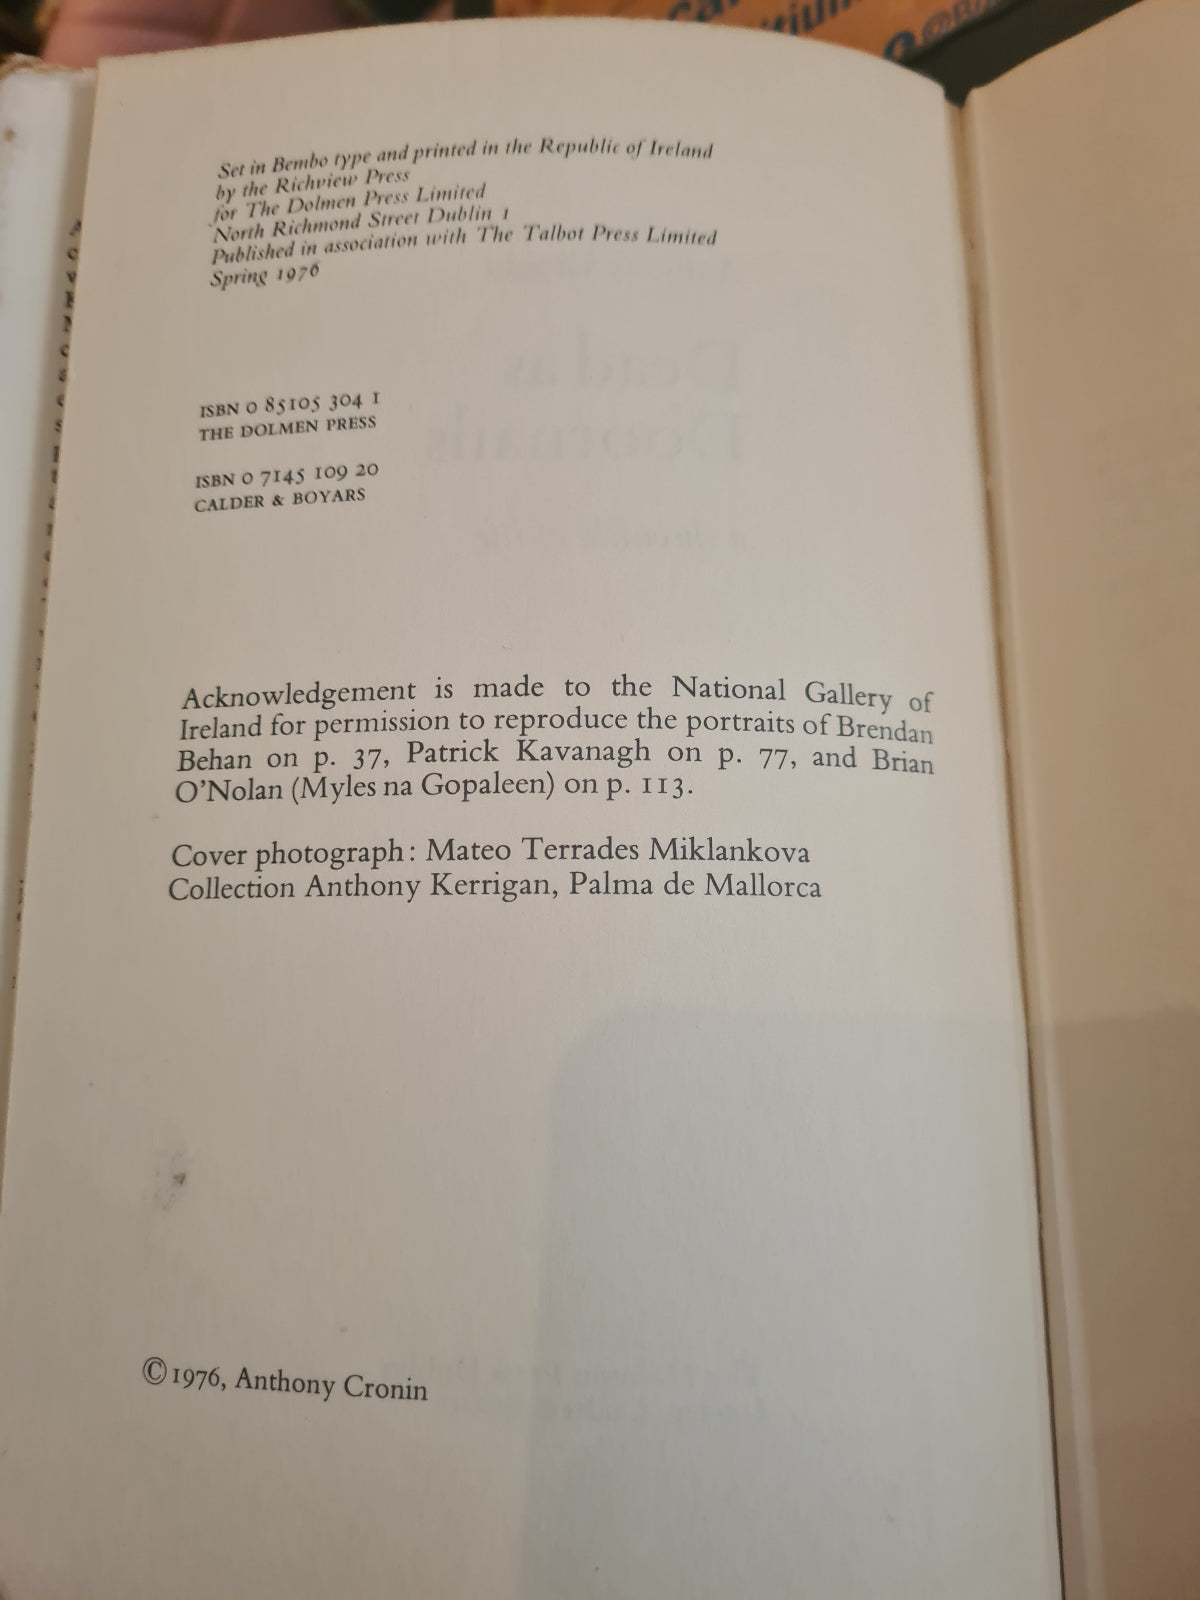 Set in Bembo type and printed in the Republic of Ireland
by the Richview Press
for The Dolmen Press Limited
North Richmond Street Dublin 1
Published in association with The Talbot Press Limited
Spring 1976
ISBN 0 85105 304 1
THE DOLMEN PRESS
ISBN 0 7145 109 20
CALDER & BOYARS
Acknowledgement is made to the National Gallery of
Ireland for permission to reproduce the portraits of Brendan
Behan on p. 37, Patrick Kavanagh on p. 77, and Brian
O'Nolan (Myles na Gopaleen) on p. 113.
Cover photograph: Mateo Terrades Miklankova
Collection Anthony Kerrigan, Palma de Mallorca
© 1976, Anthony Cronin